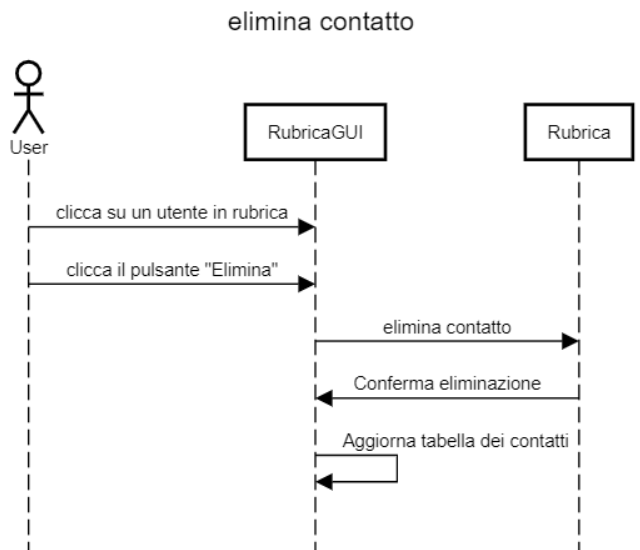 elimina contatto
User
RubricaGUI
Rubrica
clicca su un utente in rubrica
clicca il pulsante "Elimina"
elimina contatto
Conferma eliminazione
Aggiorna tabella dei contatti